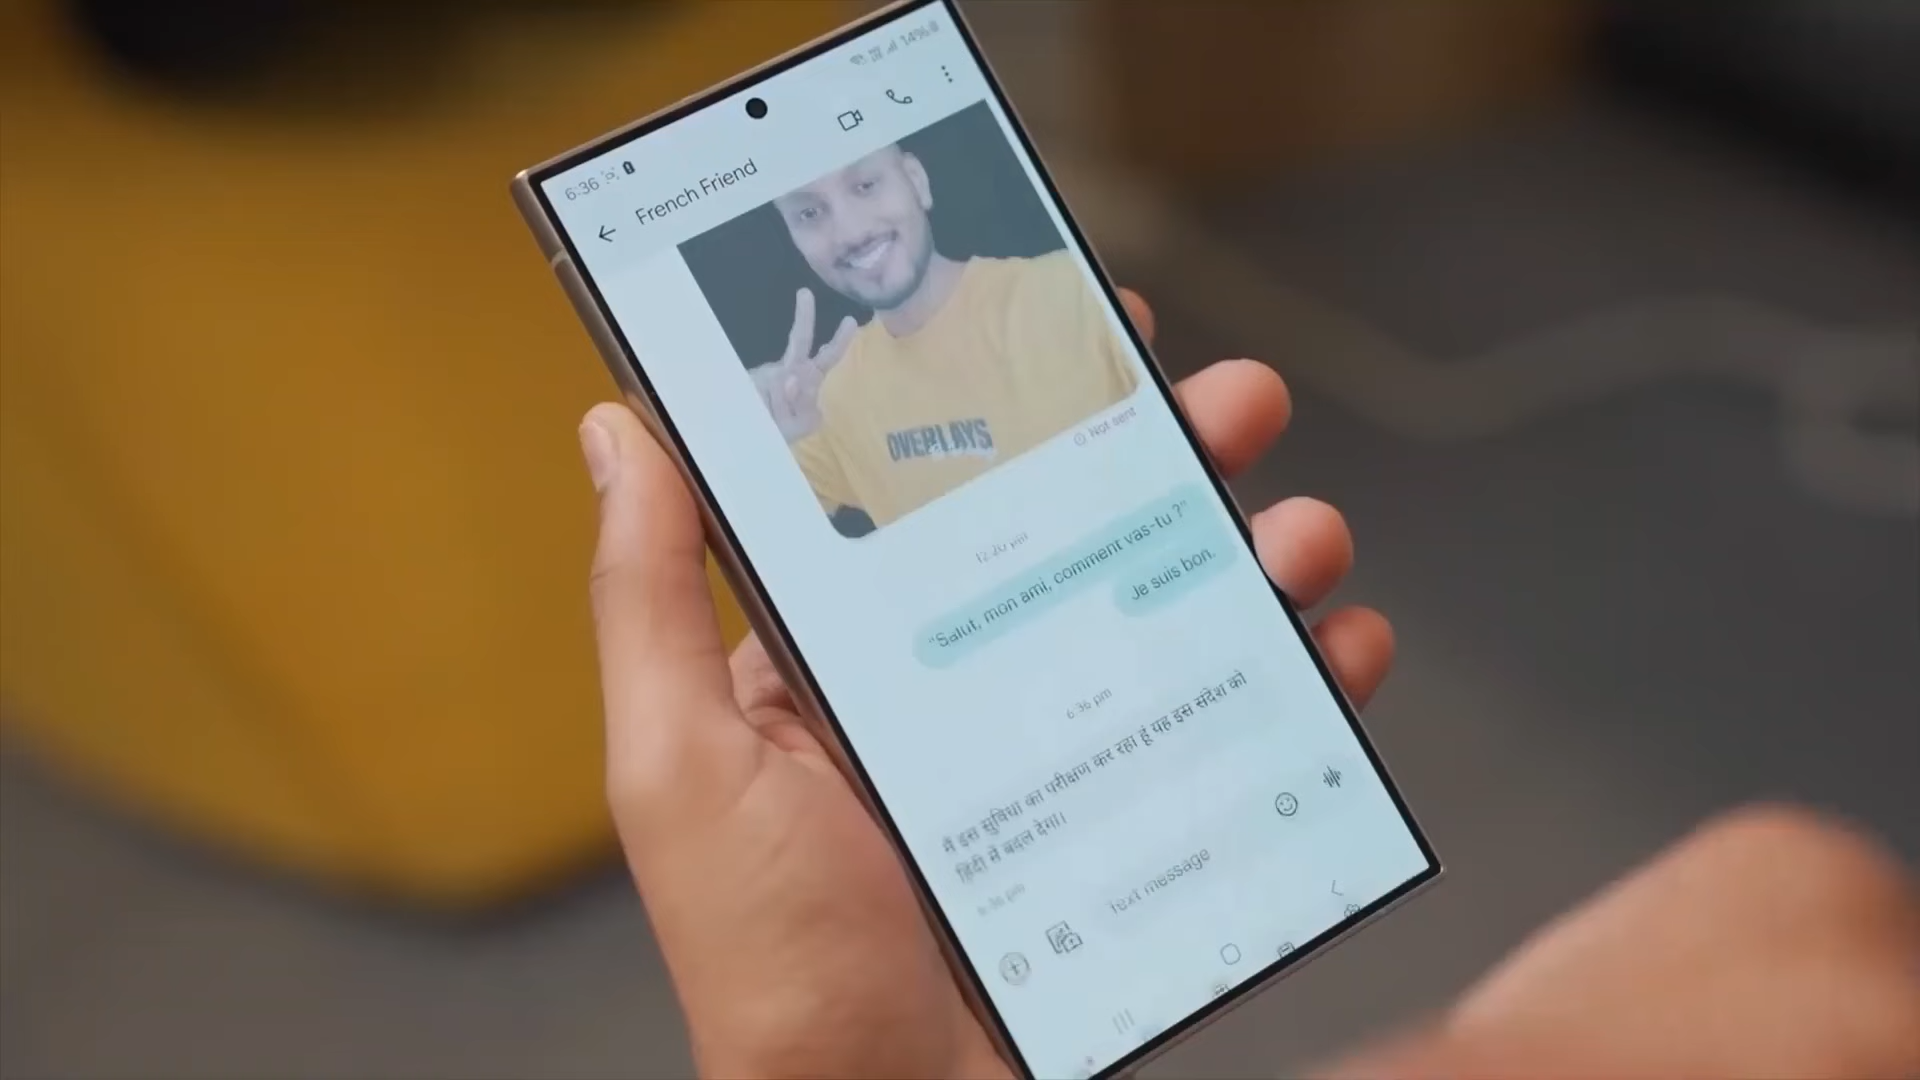 6:36
14%
French Friend
OVERLAYS
Not sent
12:20 pm
"Salut, mon ami, comment vas-tu ?"
Je suis bon.
6:36 pm
मैं इस सुविधा का परीक्षण कर रहा हूं यह इस संदेश को
हिंदी में बदल देगा।
6:36 pm
Text message